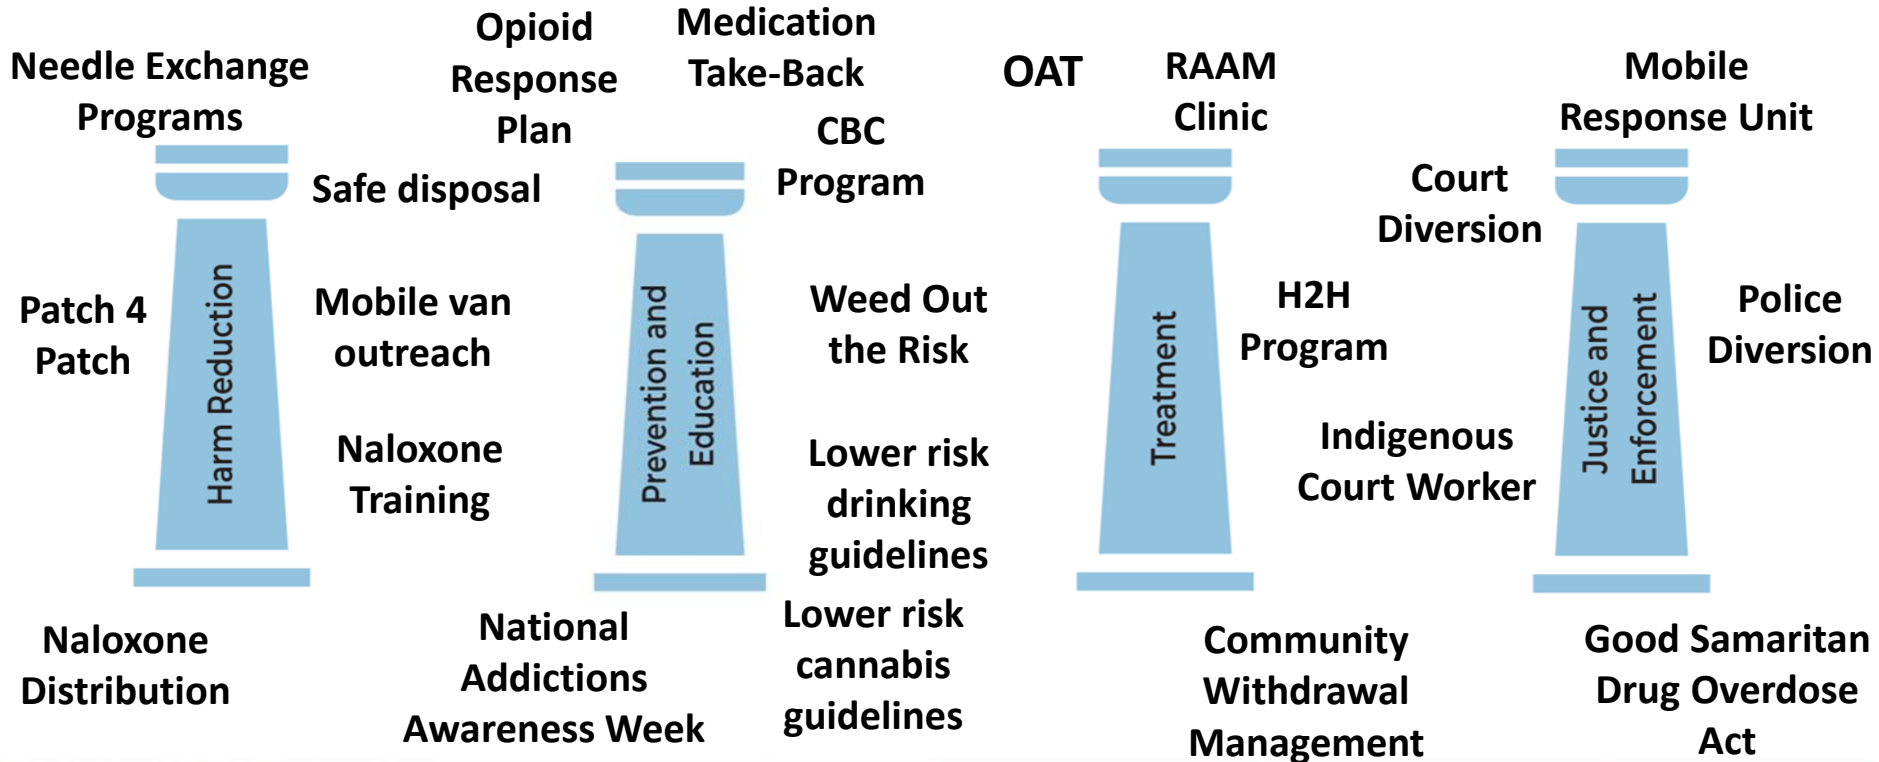 Needle Exchange
Programs
Safe disposal
Patch 4
Patch
Harm Reduction
Mobile van
outreach
Naloxone
Training
Naloxone
Distribution
Opioid
Response
Plan
Medication
Take-Back
CBC
Program
Prevention and
Education
Weed Out
the Risk
Lower risk
drinking
guidelines
National
Addictions
Awareness Week
Lower risk
cannabis
guidelines
OAT
RAAM
Clinic
Treatment
H2H
Program
Community
Withdrawal
Management
Mobile
Response Unit
Court
Diversion
Justice and
Enforcement
Police
Diversion
Indigenous
Court Worker
Good Samaritan
Drug Overdose
Act